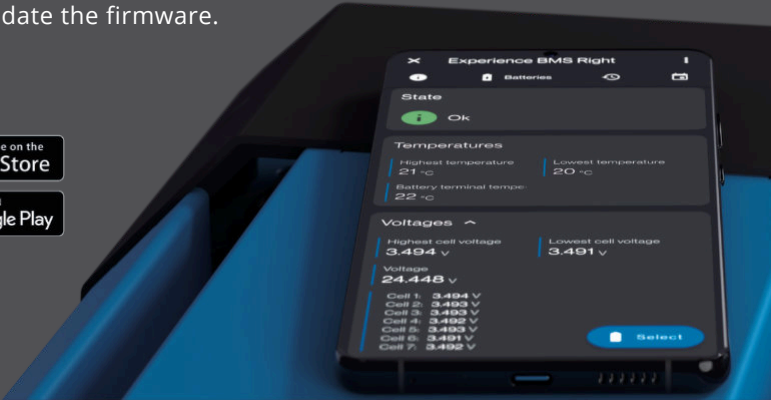 date the firmware.
e on the
Store
le Play
Experience BMS Right
Batteries
State
i Ok
Temperatures
Highest temperature Lowest temperature
21 °C 20 °C
Battery terminal tempe-
22 °C
Voltages
Highest cell voltage Lowest cell voltage
3.494 V 3.491 V
Voltage
24.448 V
Cell 1: 3.494 V
Cell 2: 3.493 V
Cell 3: 3.493 V
Cell 4: 3.492 V
Cell 5: 3.493 V
Cell 6: 3.491 V
Cell 7: 3.492 V
Select